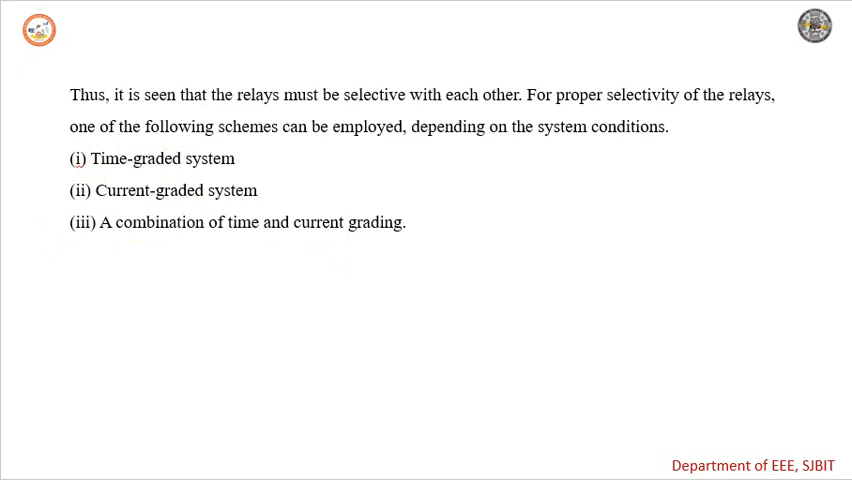 Thus, it is seen that the relays must be selective with each other. For proper selectivity of the relays,
one of the following schemes can be employed, depending on the system conditions.
(i) Time-graded system
(ii) Current-graded system
(iii) A combination of time and current grading.
Department of EEE, SJBIT